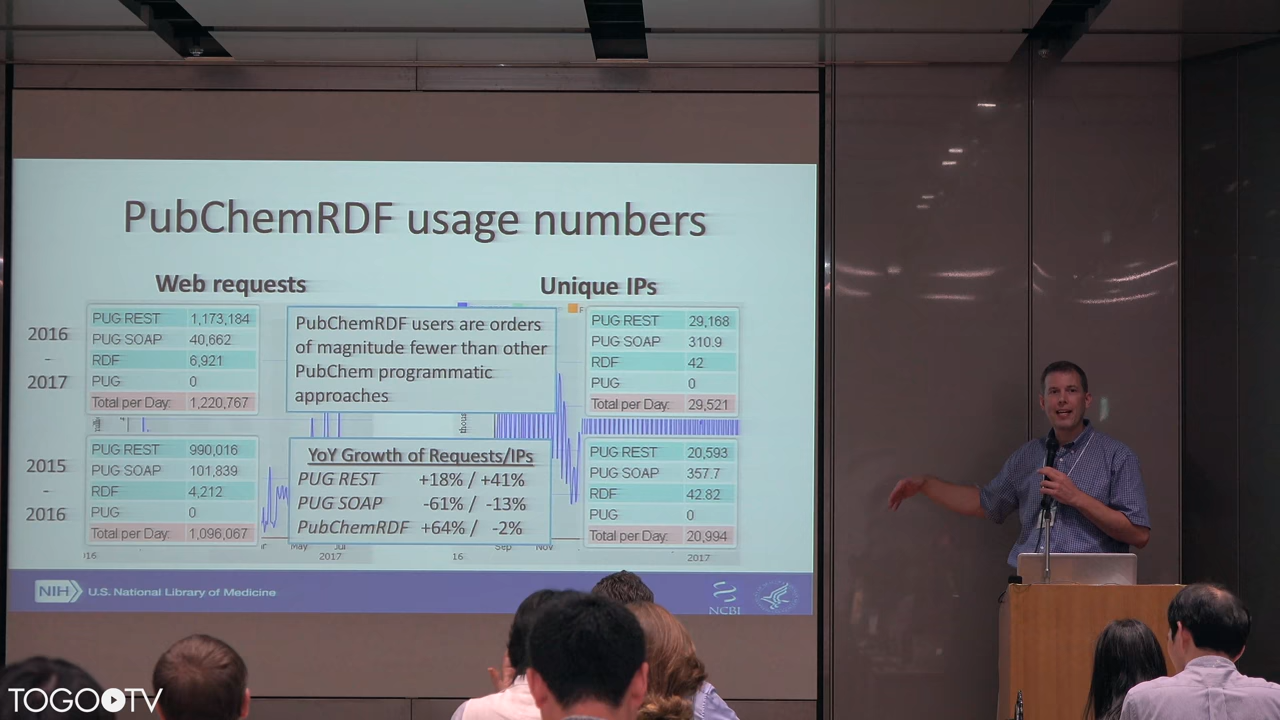 PubChemRDF usage numbers
Web requests
Unique IPs
2016
-
2017
PUG REST 1,173,184
PUG SOAP 40,662
RDF 6,921
PUG 0
Total per Day: 1,220,767
PubChemRDF users are orders
of magnitude fewer than other
PubChem programmatic
approaches
PUG REST 29,168
PUG SOAP 310.9
RDF 42
PUG 0
Total per Day: 29,521
2015
-
2016
PUG REST 990,016
PUG SOAP 101,839
RDF 4,212
PUG 0
Total per Day: 1,096,067
YoY Growth of Requests/IPs
PUG REST +18% / +41%
PUG SOAP -61% / -13%
PubChemRDF +64% / -2%
PUG REST 20,593
PUG SOAP 357.7
RDF 42.82
PUG 0
Total per Day: 20,994
May Jul
2017
Sep Nov
2017
NIH U.S. National Library of Medicine
NCBI
TOGOTV